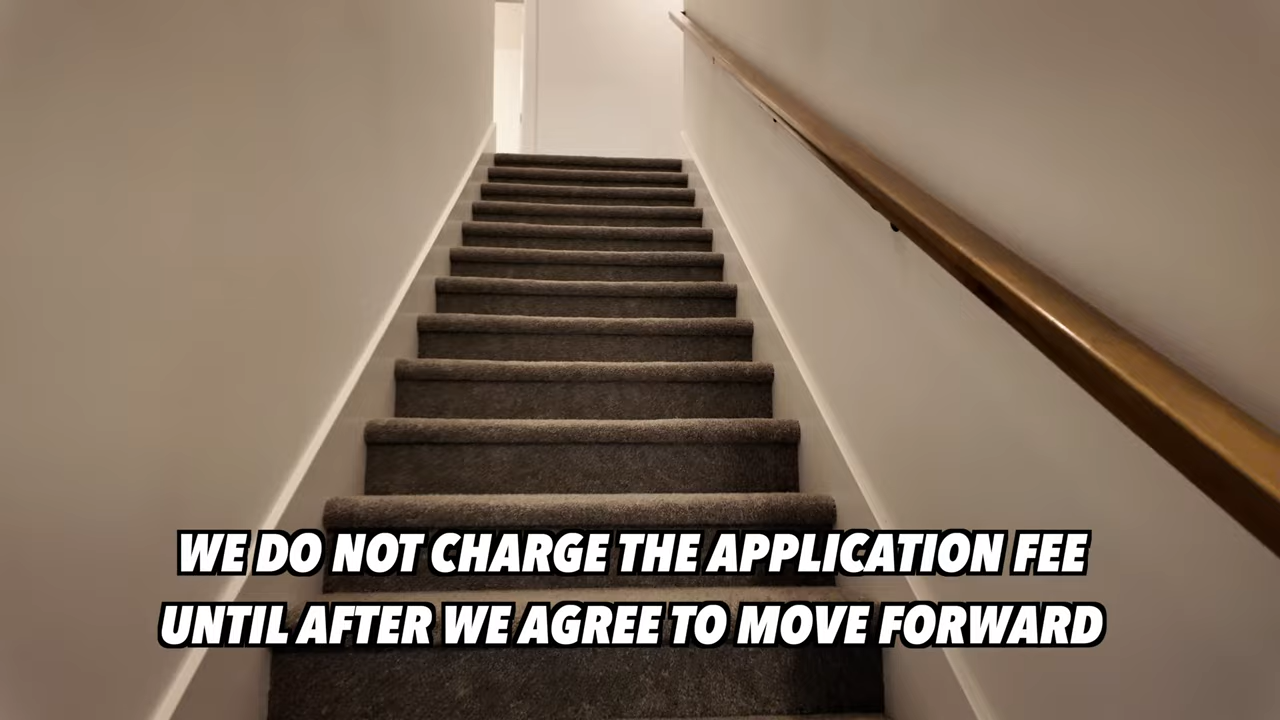 WE DO NOT CHARGE THE APPLICATION FEE
UNTIL AFTER WE AGREE TO MOVE FORWARD